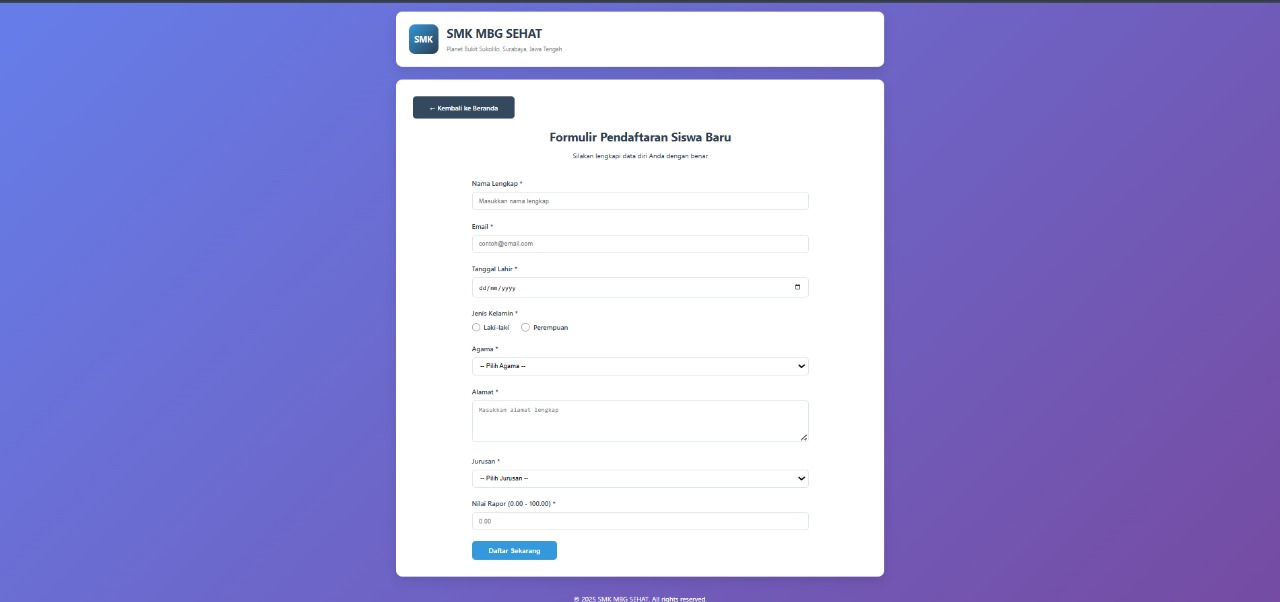 SMK
SMK MBG SEHAT
Planet Bukit Sukolilo, Surabaya, Jawa Tengah
← Kembali ke Beranda
Formulir Pendaftaran Siswa Baru
Silakan lengkapi data diri Anda dengan benar
Nama Lengkap *
Masukkan nama lengkap
Email *
contoh@email.com
Tanggal Lahir *
dd/mm/yyyy
Jenis Kelamin *
Laki-laki Perempuan
Agama *
-- Pilih Agama --
Alamat *
Masukkan alamat lengkap
Jurusan *
-- Pilih Jurusan --
Nilai Rapor (0.00 - 100.00) *
0.00
Daftar Sekarang
© 2025 SMK MBG SEHAT. All rights reserved.